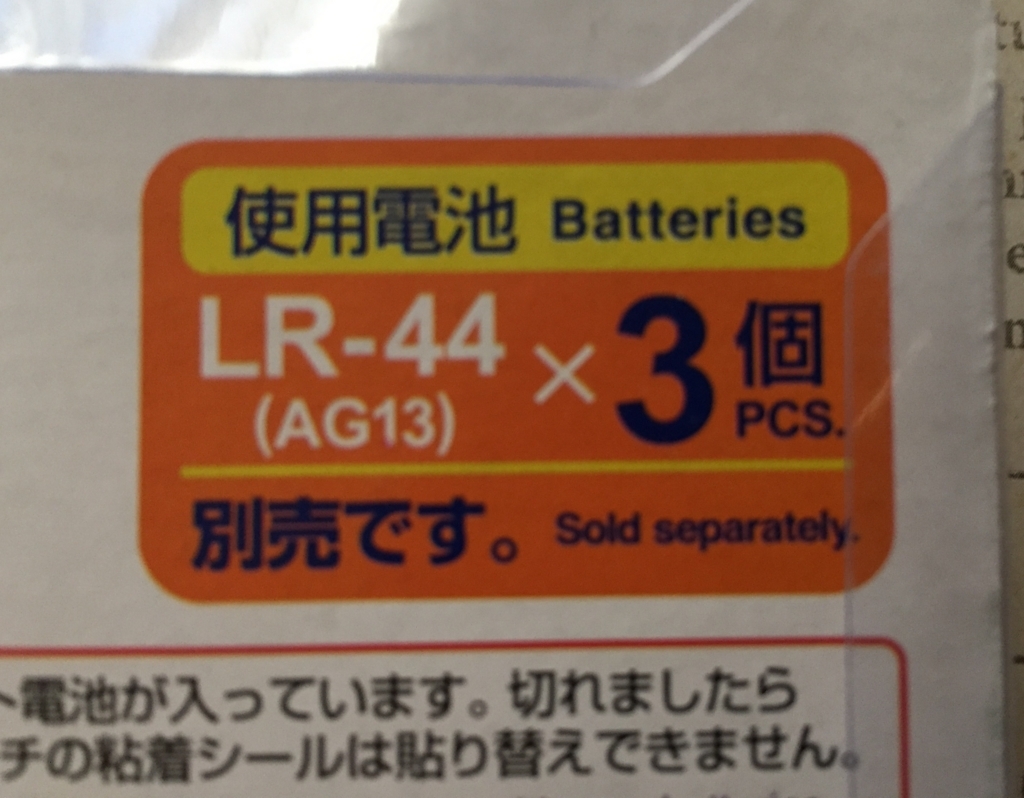 使用電池 Batteries
LR-44 × 3個
(AG13) PCS.
別売です。 Sold separately.
ト電池が入っています。切れましたら
チの粘着シールは貼り替えできません。